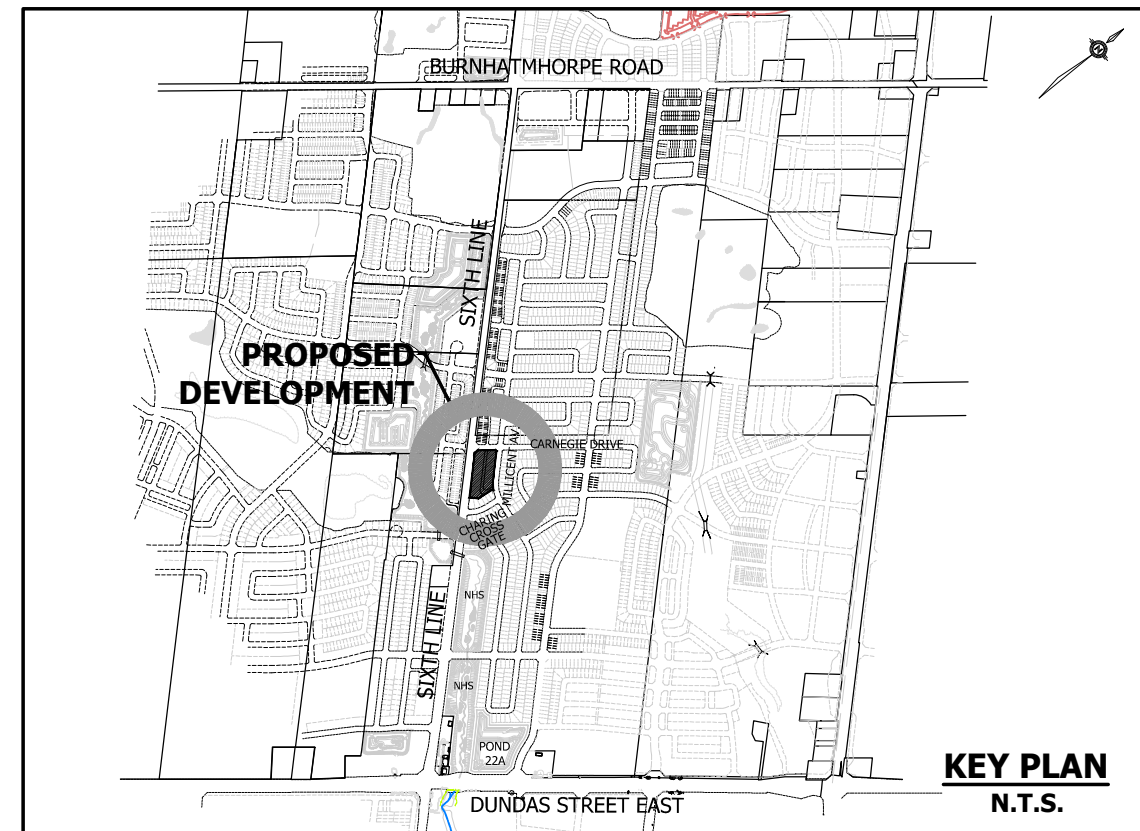 BURNHATMHORPE ROAD
SIXTH LINE
PROPOSED
DEVELOPMENT
CARNEGIE DRIVE
MILLICENT AV
CHARING
CROSS
GATE
NHS
SIXTH LINE
NHS
POND
22A
KEY PLAN
N.T.S.
DUNDAS STREET EAST